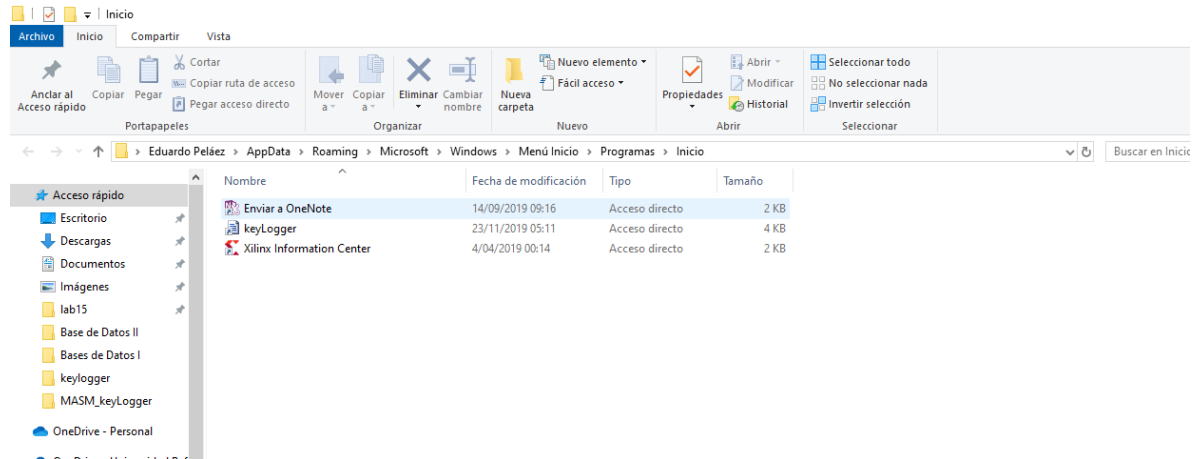 Inicio
Archivo Inicio Compartir Vista
Anclar al Acceso rápido
Copiar
Pegar
Cortar
Copiar ruta de acceso
Pegar acceso directo
Portapapeles
Mover a
Copiar a
Eliminar
Cambiar nombre
Organizar
Nueva carpeta
Nuevo elemento
Fácil acceso
Nuevo
Propiedades
Abrir
Modificar
Historial
Abrir
Seleccionar todo
No seleccionar nada
Invertir selección
Seleccionar
Eduardo Peláez > AppData > Roaming > Microsoft > Windows > Menú Inicio > Programas > Inicio
Buscar en Inicio
Nombre Fecha de modificación Tipo Tamaño
Enviar a OneNote 14/09/2019 09:16 Acceso directo 2 KB
keyLogger 23/11/2019 05:11 Acceso directo 4 KB
Xilinx Information Center 4/04/2019 00:14 Acceso directo 2 KB
Acceso rápido
Escritorio
Descargas
Documentos
Imágenes
lab15
Base de Datos II
Bases de Datos I
keylogger
MASM_keyLogger
OneDrive - Personal